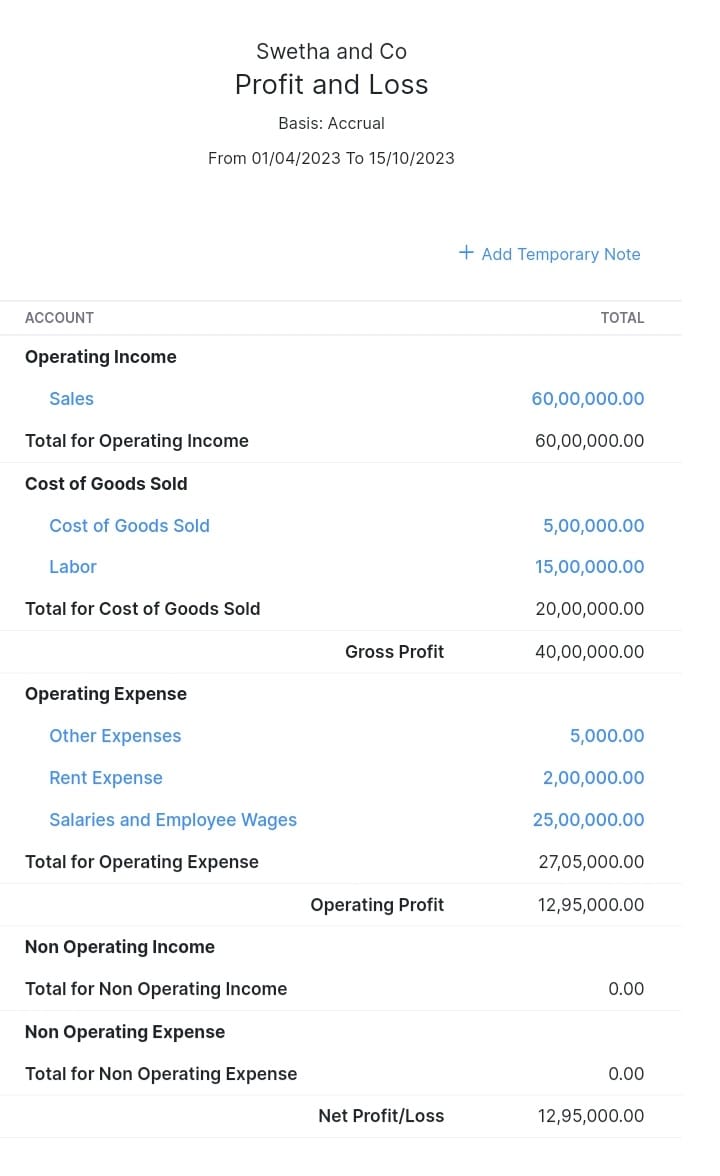 Swetha and Co
Profit and Loss
Basis: Accrual
From 01/04/2023 To 15/10/2023
+ Add Temporary Note
ACCOUNT TOTAL
Operating Income
Sales 60,00,000.00
Total for Operating Income 60,00,000.00
Cost of Goods Sold
Cost of Goods Sold 5,00,000.00
Labor 15,00,000.00
Total for Cost of Goods Sold 20,00,000.00
Gross Profit 40,00,000.00
Operating Expense
Other Expenses 5,000.00
Rent Expense 2,00,000.00
Salaries and Employee Wages 25,00,000.00
Total for Operating Expense 27,05,000.00
Operating Profit 12,95,000.00
Non Operating Income
Total for Non Operating Income 0.00
Non Operating Expense
Total for Non Operating Expense 0.00
Net Profit/Loss 12,95,000.00